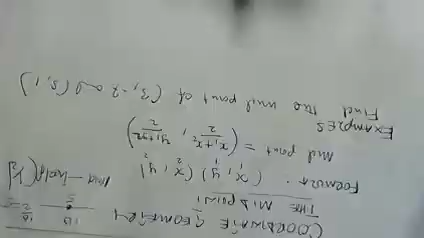 COORDINATE GEOMETRY
THE MID POINT
FORMULA. (x₁, y₁) (x₂, y₂)
Mid point = (x₁+x₂/2, y₁+y₂/2)
EXAMPLES
Find the mid point of (3, -2 and (5, 1)